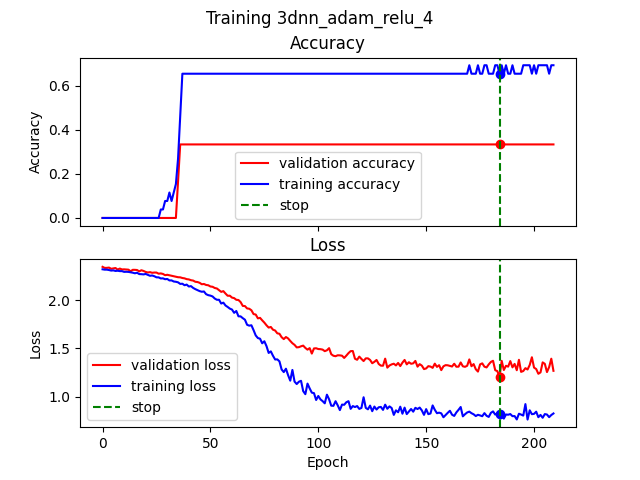 Training 3dnn_adam_relu_4
Accuracy
Accuracy
0.6
0.4
0.2
0.0
validation accuracy
training accuracy
stop
Loss
Loss
2.0
1.5
1.0
validation loss
training loss
stop
0
50
100
150
200
Epoch